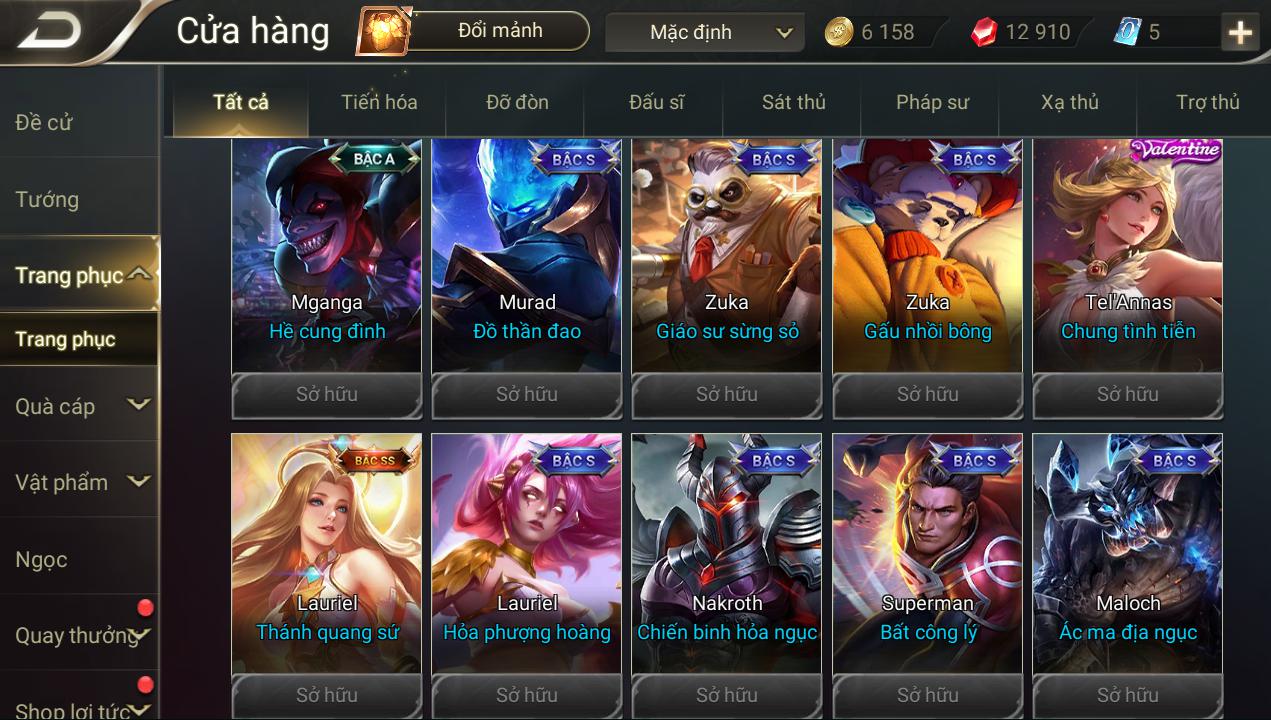 Cửa hàng
Đổi mảnh
Mặc định
6 158
12 910
5
Đề cử
Tướng
Trang phục
Trang phục
Quà cáp
Vật phẩm
Ngọc
Quay thưởng
Shop lợi tức
Tất cả
Tiến hóa
Đỡ đòn
Đấu sĩ
Sát thủ
Pháp sư
Xạ thủ
Trợ thủ
BẬC A
Mganga
Hề cung đình
Sở hữu
BẬC S
Murad
Đồ thần đao
Sở hữu
BẬC S
Zuka
Giáo sư sừng sỏ
Sở hữu
BẬC S
Zuka
Gấu nhồi bông
Sở hữu
Valentine
Tel'Annas
Chung tình tiễn
Sở hữu
BẬC SS
Lauriel
Thánh quang sứ
Sở hữu
BẬC S
Lauriel
Hỏa phượng hoàng
Sở hữu
BẬC S
Nakroth
Chiến binh hỏa ngục
Sở hữu
BẬC S
Superman
Bất công lý
Sở hữu
BẬC S
Maloch
Ác ma địa ngục
Sở hữu